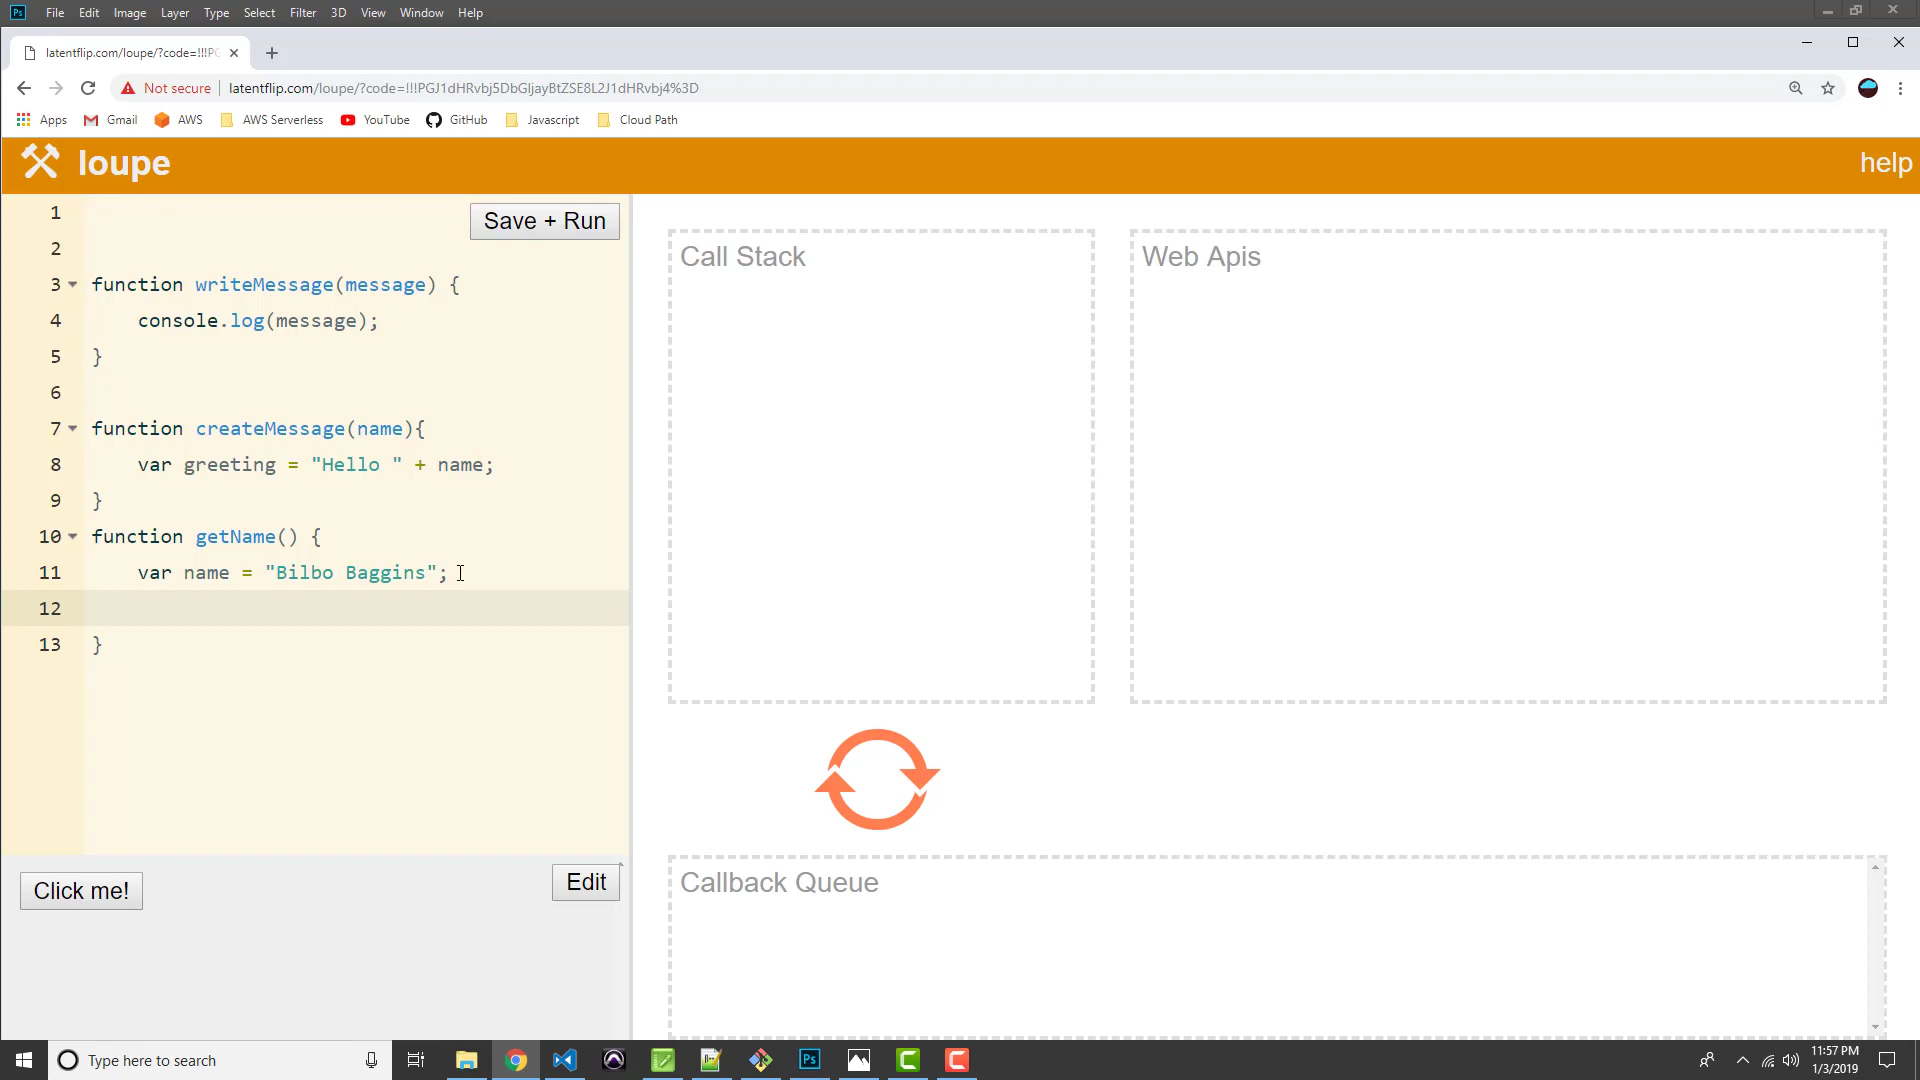 Ps File Edit Image Layer Type Select Filter 3D View Window Help
latentflip.com/loupe/?code=!!!PG
Not secure latentflip.com/loupe/?code=!!!PGJ1dHRvbj5DbGljayBtZSE8L2J1dHRvbj4%3D
Apps Gmail AWS AWS Serverless YouTube GitHub Javascript Cloud Path
loupe help
Save + Run
1
2
3 function writeMessage(message) {
4 console.log(message);
5 }
6
7 function createMessage(name){
8 var greeting = "Hello " + name;
9 }
10 function getName() {
11 var name = "Bilbo Baggins";
12
13 }
Click me!
Edit
Call Stack
Web Apis
Callback Queue
Type here to search
Ps
11:57 PM
1/3/2019